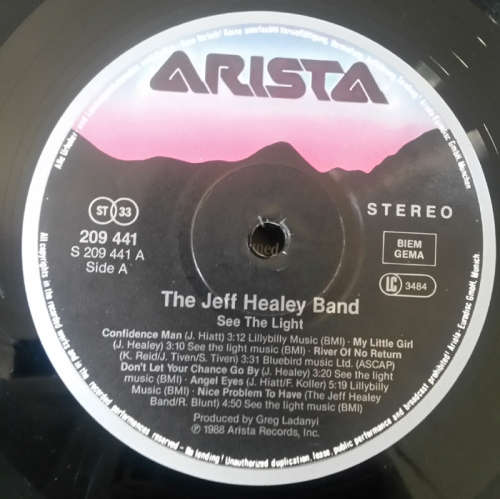 ARISTA
ST 33
STEREO
209 441
S 209 441 A
Side A
BIEM
GEMA
LC 3484
The Jeff Healey Band
See The Light
Confidence Man (J. Hiatt) 3:12 Lillybilly Music (BMI) · My Little Girl
(J. Healey) 3:10 See the light music (BMI) · River Of No Return
(K. Reid/J. Tiven/S. Tiven) 3:31 Bluebird music Ltd. (ASCAP)
Don't Let Your Chance Go By (J. Healey) 3:20 See the light
music (BMI) · Angel Eyes (J. Hiatt/F. Koller) 5:19 Lillybilly
Music (BMI) · Nice Problem To Have (The Jeff Healey
Band/R. Blunt) 4:50 See the light music (BMI)
Produced by Greg Ladanyi
℗ 1988 Arista Records, Inc.
All copyrights in the recorded works and in the recorded performances reserved – No lending! Unauthorized duplication, lease, public performance and broadcast prohibited! Ariola-Eurodisc GmbH, Munich